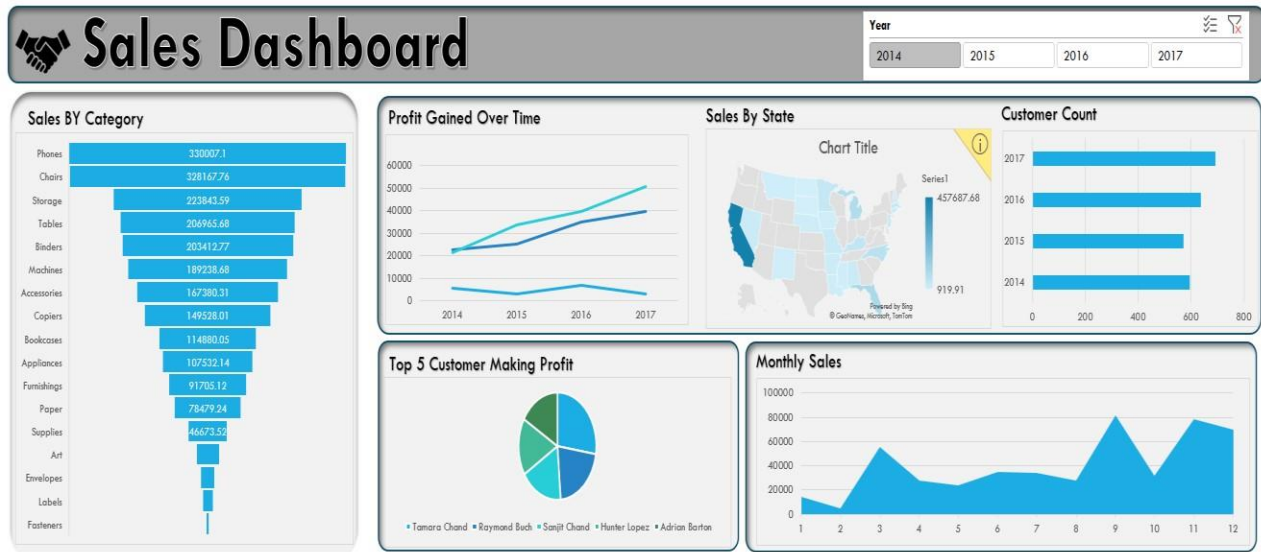 Sales Dashboard
Year
2014 2015 2016 2017
Sales BY Category
Phones 330007.1
Chairs 328167.76
Storage 223843.59
Tables 206965.68
Binders 203412.77
Machines 189238.68
Accessories 167380.31
Copiers 149528.01
Bookcases 114880.05
Appliances 107532.14
Furnishings 91705.12
Paper 78479.24
Supplies 46673.52
Art
Envelopes
Labels
Fasteners
Profit Gained Over Time
60000
50000
40000
30000
20000
10000
0
2014 2015 2016 2017
Sales By State
Chart Title
Series1
457687.68
919.91
Powered by Bing
© GeoNames, Microsoft, TomTom
Customer Count
2017
2016
2015
2014
0 200 400 600 800
Top 5 Customer Making Profit
Tamara Chand Raymond Buch Sanjit Chand Hunter Lopez Adrian Barton
Monthly Sales
100000
80000
60000
40000
20000
0
1 2 3 4 5 6 7 8 9 10 11 12